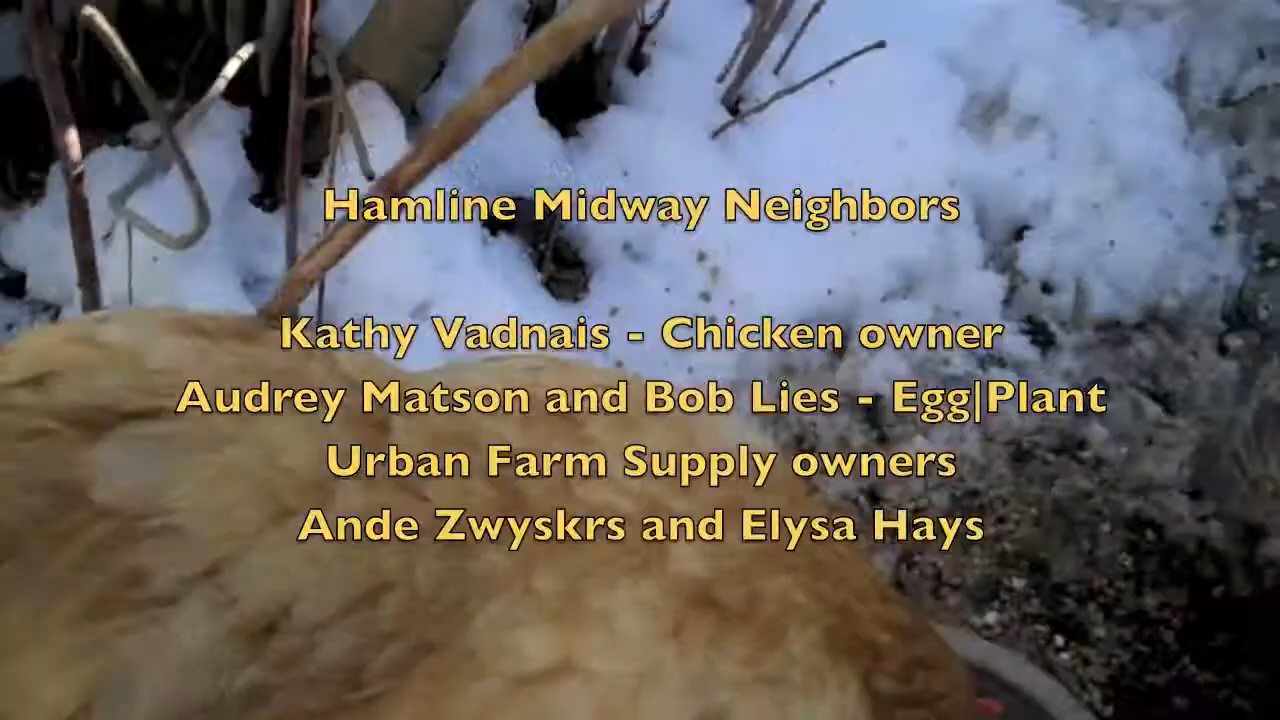 Hamline Midway Neighbors
Kathy Vadnais - Chicken owner
Audrey Matson and Bob Lies - Egg|Plant
Urban Farm Supply owners
Ande Zwyskrs and Elysa Hays